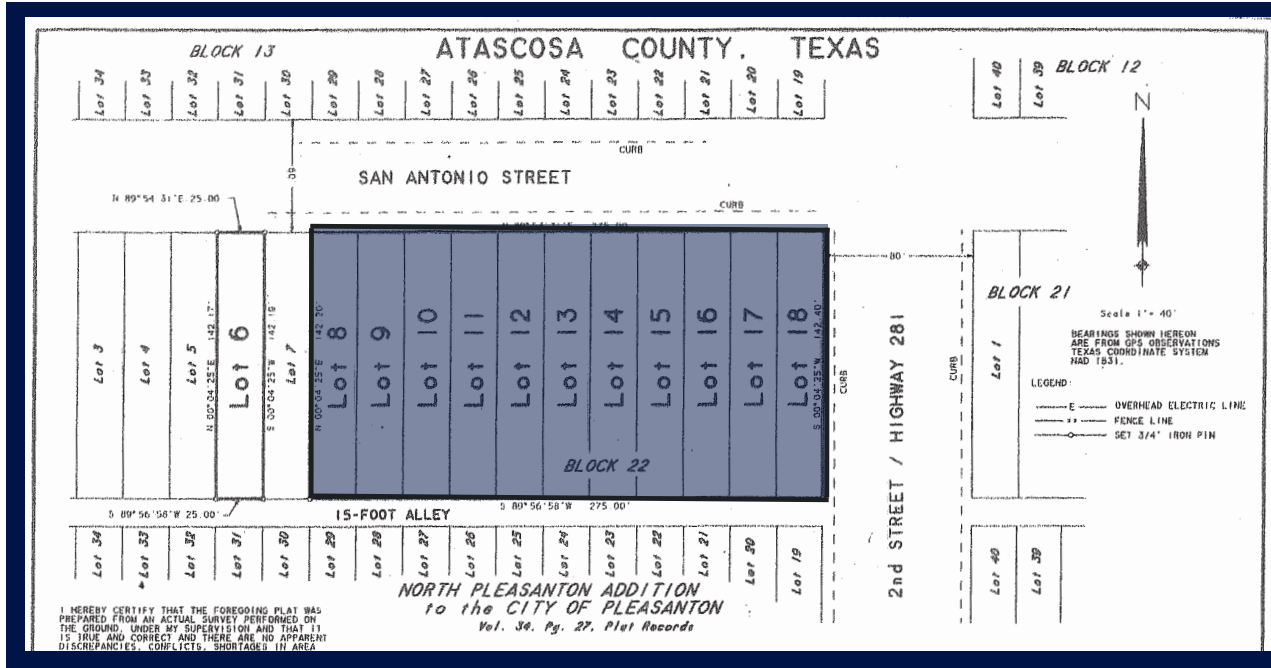 ATASCOSA COUNTY, TEXAS
BLOCK 13
BLOCK 12
Lot 34
Lot 33
Lot 32
Lot 31
Lot 30
Lot 29
Lot 28
Lot 27
Lot 26
Lot 25
Lot 24
Lot 23
Lot 22
Lot 21
Lot 20
Lot 19
Lot 40
Lot 39
N
CURB
60
SAN ANTONIO STREET
N 89°54'31"E 25.00'
CURB
80'
Lot 3
Lot 4
Lot 5
N 00°04'25"E 142.17'
Lot 6
S 00°04'25"W 142.19'
Lot 7
N 00°04'25"E 142.20'
Lot 8
Lot 9
Lot 10
Lot 11
Lot 12
Lot 13
Lot 14
Lot 15
Lot 16
Lot 17
Lot 18
S 00°04'25"W 142.40'
BLOCK 22
CURB
2nd STREET / HIGHWAY 281
CURB
BLOCK 21
Lot 1
Scale 1"= 40'
BEARINGS SHOWN HEREON
ARE FROM GPS OBSERVATIONS
TEXAS COORDINATE SYSTEM
NAD (83).
LEGEND:
E OVERHEAD ELECTRIC LINE
FENCE LINE
SET 3/4" IRON PIN
S 89°56'58"W 25.00'
15-FOOT ALLEY
S 89°56'58"W 275.00'
Lot 34
Lot 33
Lot 32
Lot 31
Lot 30
Lot 29
Lot 28
Lot 27
Lot 26
Lot 25
Lot 24
Lot 23
Lot 22
Lot 21
Lot 20
Lot 19
Lot 40
Lot 39
NORTH PLEASANTON ADDITION
to the CITY OF PLEASANTON
Vol. 34, Pg. 27, Plat Records
I HEREBY CERTIFY THAT THE FOREGOING PLAT WAS
PREPARED FROM AN ACTUAL SURVEY PERFORMED ON
THE GROUND, UNDER MY SUPERVISION AND THAT IT
IS TRUE AND CORRECT AND THERE ARE NO APPARENT
DISCREPANCIES, CONFLICTS, SHORTAGES IN AREA